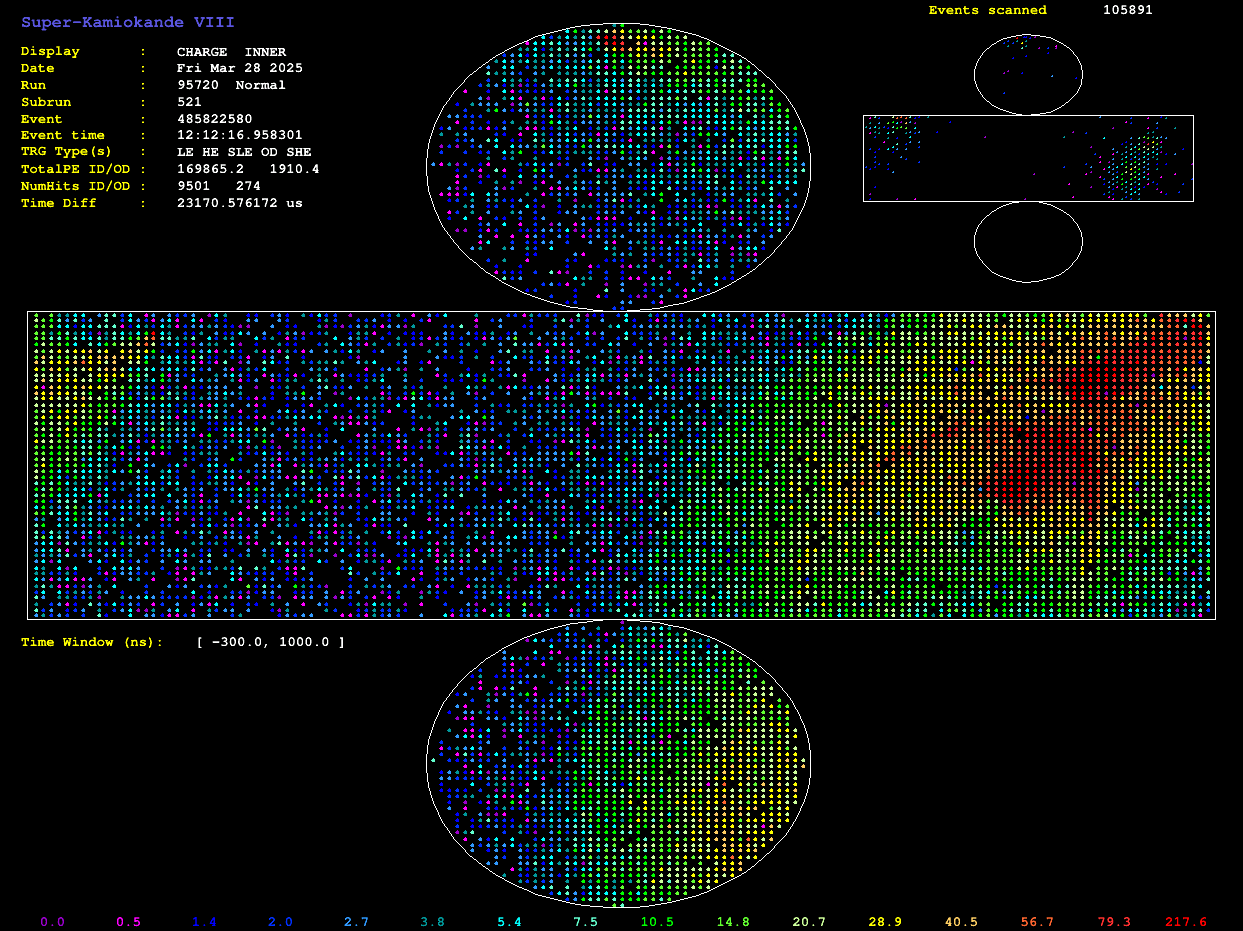 Super-Kamiokande VIII
Events scanned 105891
Display : CHARGE INNER
Date : Fri Mar 28 2025
Run : 95720 Normal
Subrun : 521
Event : 485822580
Event time : 12:12:16.958301
TRG Type(s) : LE HE SLE OD SHE
TotalPE ID/OD : 169865.2 1910.4
NumHits ID/OD : 9501 274
Time Diff : 23170.576172 us
Time Window (ns): [ -300.0, 1000.0 ]
0.0 0.5 1.4 2.0 2.7 3.8 5.4 7.5 10.5 14.8 20.7 28.9 40.5 56.7 79.3 217.6